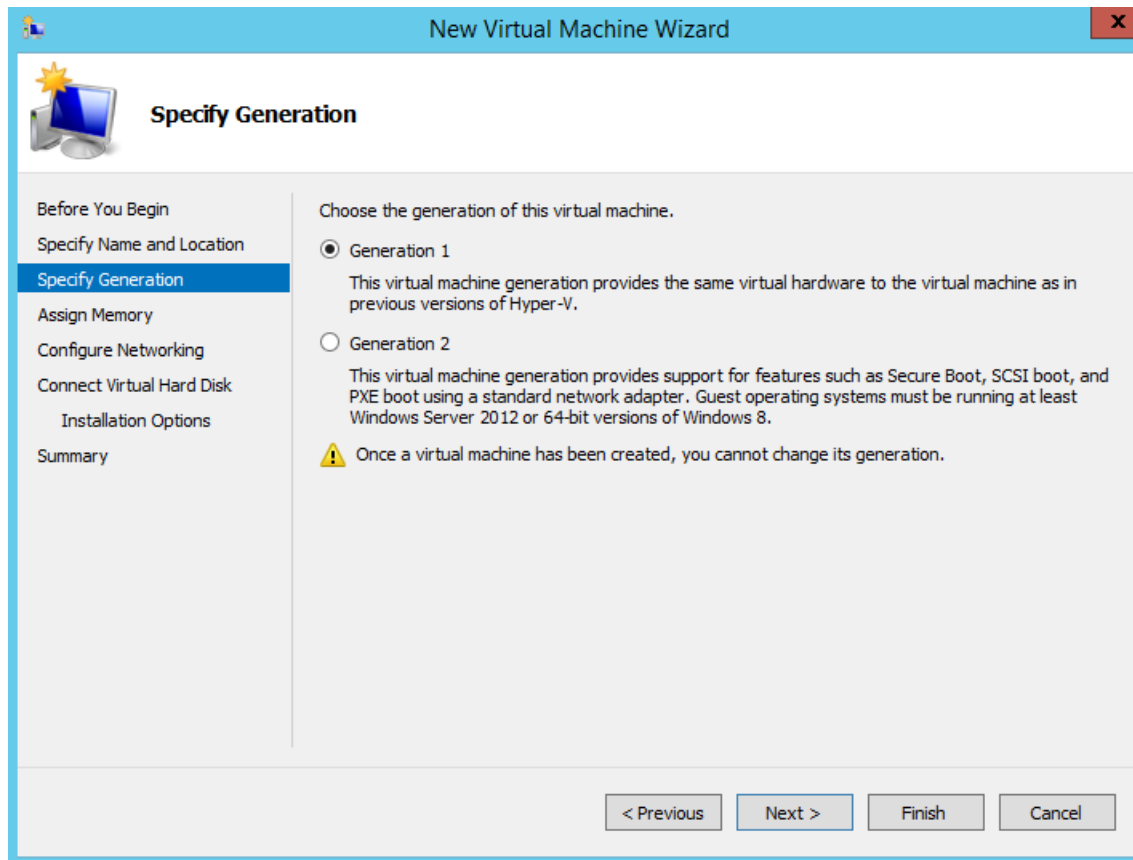 New Virtual Machine Wizard
x
Specify Generation
Before You Begin
Specify Name and Location
Specify Generation
Assign Memory
Configure Networking
Connect Virtual Hard Disk
Installation Options
Summary
Choose the generation of this virtual machine.
Generation 1
This virtual machine generation provides the same virtual hardware to the virtual machine as in
previous versions of Hyper-V.
Generation 2
This virtual machine generation provides support for features such as Secure Boot, SCSI boot, and
PXE boot using a standard network adapter. Guest operating systems must be running at least
Windows Server 2012 or 64-bit versions of Windows 8.
Once a virtual machine has been created, you cannot change its generation.
< Previous
Next >
Finish
Cancel